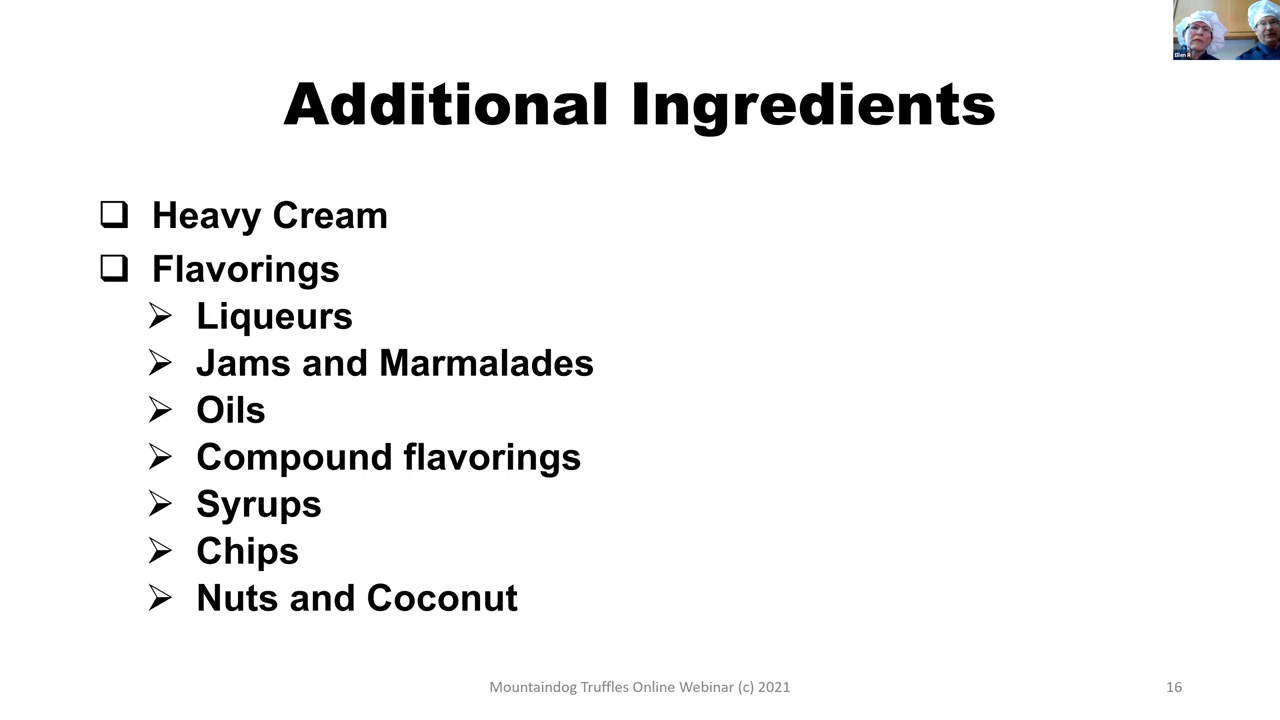 Additional Ingredients
Heavy Cream
Flavorings
Liqueurs
Jams and Marmalades
Oils
Compound flavorings
Syrups
Chips
Nuts and Coconut
Mountaindog Truffles Online Webinar (c) 2021
16
Ellen R